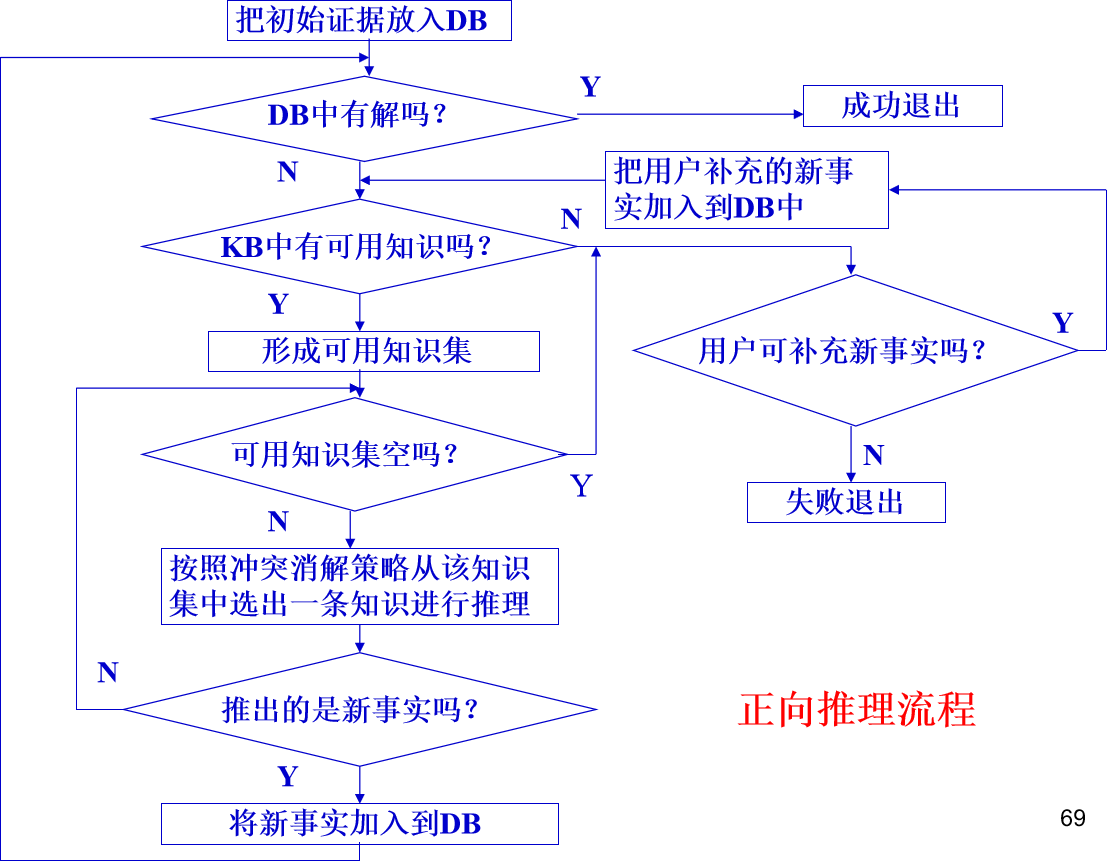 把初始证据放入DB
DB中有解吗？
Y
成功退出
N
把用户补充的新事
实加入到DB中
N
KB中有可用知识吗？
Y
形成可用知识集
用户可补充新事实吗？
Y
可用知识集空吗？
Y
N
失败退出
N
按照冲突消解策略从该知识
集中选出一条知识进行推理
N
推出的是新事实吗？
正向推理流程
Y
将新事实加入到DB
69